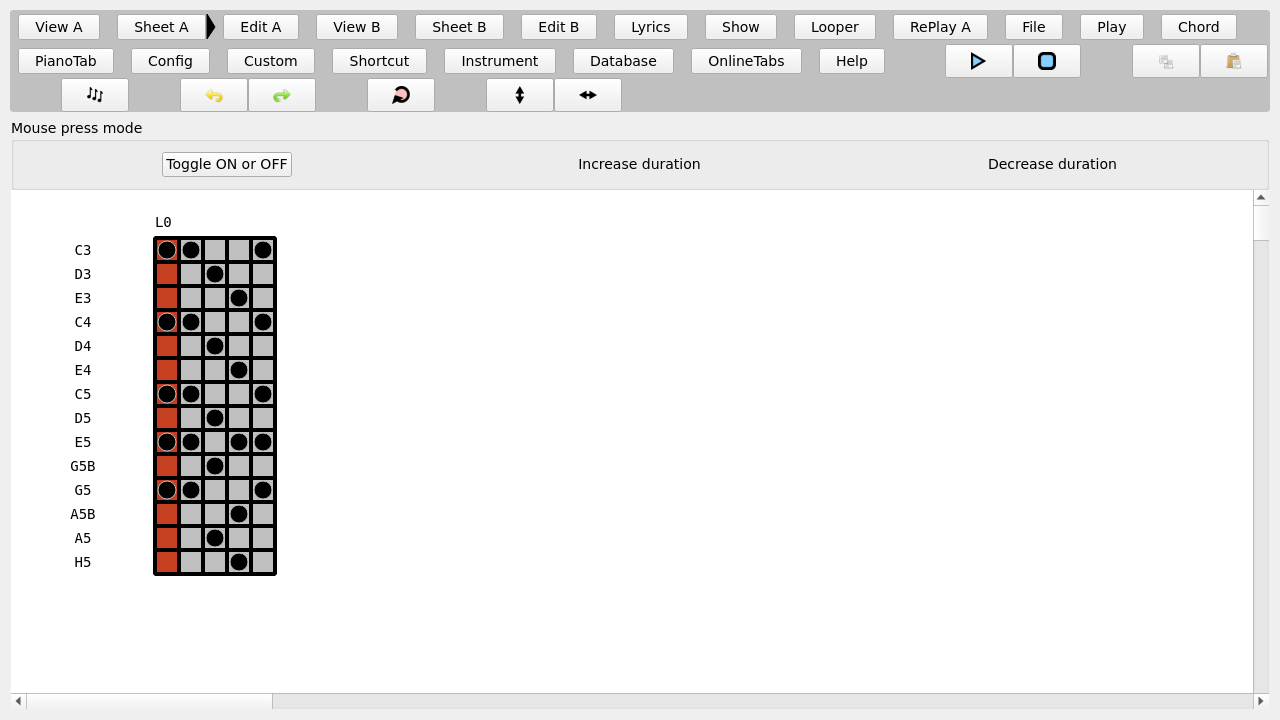 View A Sheet A Edit A View B Sheet B Edit B Lyrics Show Looper RePlay A File Play Chord
PianoTab Config Custom Shortcut Instrument Database OnlineTabs Help
Mouse press mode
Toggle ON or OFF Increase duration Decrease duration
L0
C3
D3
E3
C4
D4
E4
C5
D5
E5
G5B
G5
A5B
A5
H5